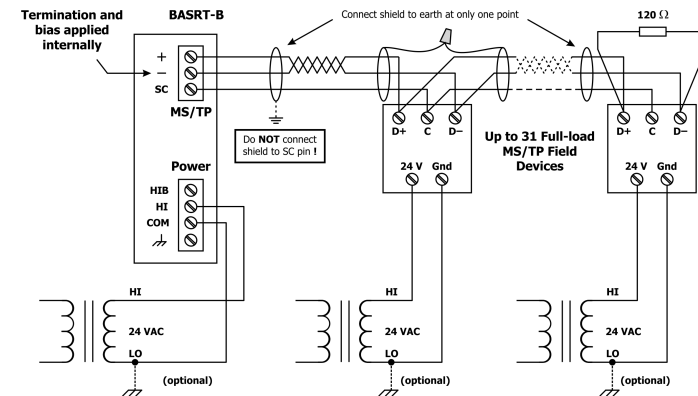 Termination and
bias applied
internally
BASRT-B
Connect shield to earth at only one point
120 Ω
+
−
SC
MS/TP
Do NOT connect
shield to SC pin !
D+ C D−
Up to 31 Full-load
MS/TP Field
Devices
D+ C D−
24 V Gnd
24 V Gnd
Power
HIB
HI
COM
HI
24 VAC
LO
(optional)
HI
24 VAC
LO
(optional)
HI
24 VAC
LO
(optional)